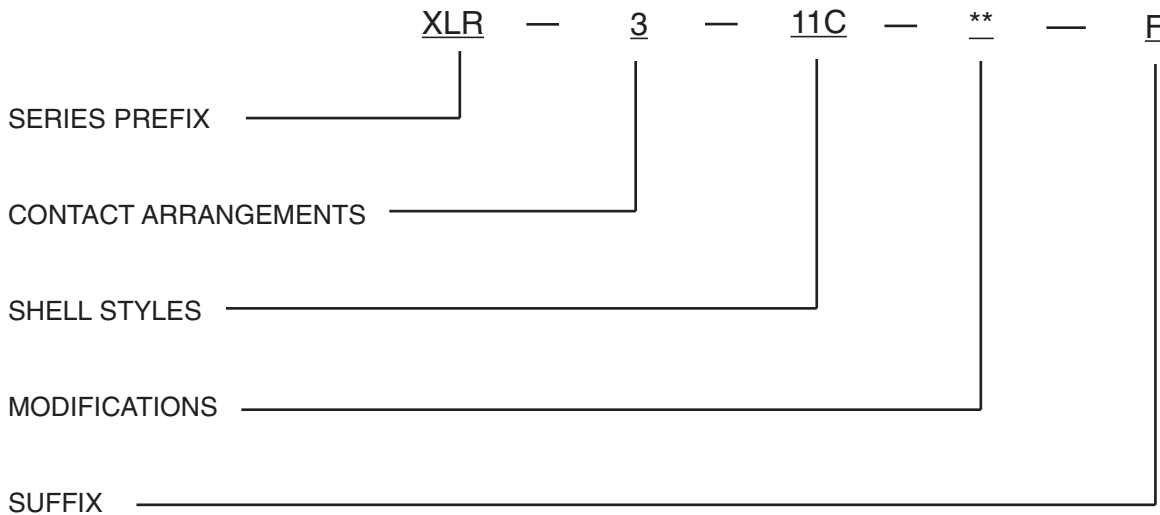 XLR — 3 — 11C — ** — F
SERIES PREFIX
CONTACT ARRANGEMENTS
SHELL STYLES
MODIFICATIONS
SUFFIX